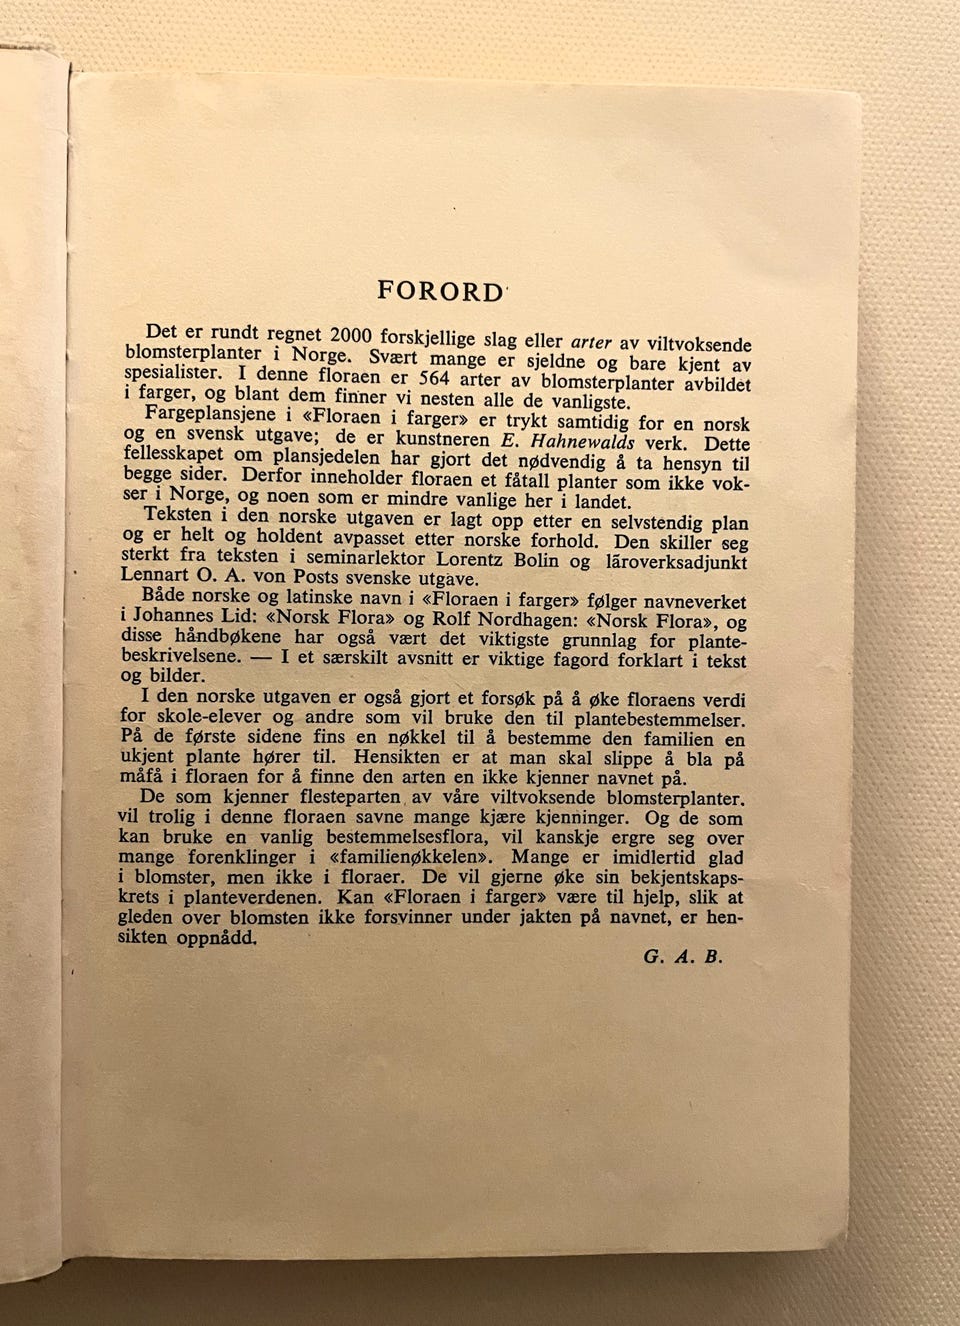 FORORD
Det er rundt regnet 2000 forskjellige slag eller arter av viltvoksende
blomsterplanter i Norge. Svært mange er sjeldne og bare kjent av
spesialister. I denne floraen er 564 arter av blomsterplanter avbildet
i farger, og blant dem finner vi nesten alle de vanligste.
Fargeplansjene i «Floraen i farger» er trykt samtidig for en norsk
og en svensk utgave; de er kunstneren E. Hahnewalds verk. Dette
fellesskapet om plansjedelen har gjort det nødvendig å ta hensyn til
begge sider. Derfor inneholder floraen et fåtall planter som ikke vok-
ser i Norge, og noen som er mindre vanlige her i landet.
Teksten i den norske utgaven er lagt opp etter en selvstendig plan
og er helt og holdent avpasset etter norske forhold. Den skiller seg
sterkt fra teksten i seminarlektor Lorentz Bolin og läroverksadjunkt
Lennart O. A. von Posts svenske utgave.
Både norske og latinske navn i «Floraen i farger» følger navneverket
i Johannes Lid: «Norsk Flora» og Rolf Nordhagen: «Norsk Flora», og
disse håndbøkene har også vært det viktigste grunnlag for plante-
beskrivelsene. — I et særskilt avsnitt er viktige fagord forklart i tekst
og bilder.
I den norske utgaven er også gjort et forsøk på å øke floraens verdi
for skole-elever og andre som vil bruke den til plantebestemmelser.
På de første sidene fins en nøkkel til å bestemme den familien en
ukjent plante hører til. Hensikten er at man skal slippe å bla på
måfå i floraen for å finne den arten en ikke kjenner navnet på.
De som kjenner flesteparten av våre viltvoksende blomsterplanter.
vil trolig i denne floraen savne mange kjære kjenninger. Og de som
kan bruke en vanlig bestemmelsesflora, vil kanskje ergre seg over
mange forenklinger i «familienøkkelen». Mange er imidlertid glad
i blomster, men ikke i floraer. De vil gjerne øke sin bekjentskaps-
krets i planteverdenen. Kan «Floraen i farger» være til hjelp, slik at
gleden over blomsten ikke forsvinner under jakten på navnet, er hen-
sikten oppnådd.
G. A. B.